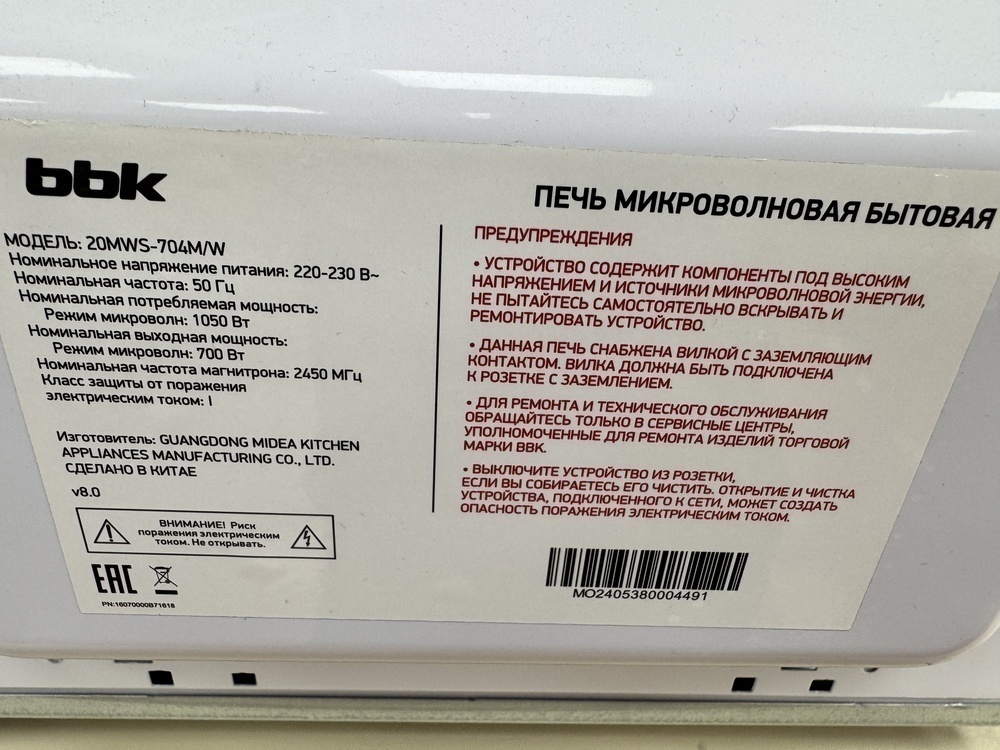 bbk
ПЕЧЬ МИКРОВОЛНОВАЯ БЫТОВАЯ
МОДЕЛЬ: 20MWS-704M/W
Номинальное напряжение питания: 220-230 В~
Номинальная частота: 50 Гц
Номинальная потребляемая мощность:
Режим микроволн: 1050 Вт
Номинальная выходная мощность:
Режим микроволн: 700 Вт
Номинальная частота магнитрона: 2450 МГц
Класс защиты от поражения
электрическим током: I
Изготовитель: GUANGDONG MIDEA KITCHEN
APPLIANCES MANUFACTURING CO., LTD.
СДЕЛАНО В КИТАЕ
v8.0
ВНИМАНИЕ! Риск
поражения электрическим
током. Не открывать.
EAC
PN:16070000B71618
ПРЕДУПРЕЖДЕНИЯ
• УСТРОЙСТВО СОДЕРЖИТ КОМПОНЕНТЫ ПОД ВЫСОКИМ
НАПРЯЖЕНИЕМ И ИСТОЧНИКИ МИКРОВОЛНОВОЙ ЭНЕРГИИ,
НЕ ПЫТАЙТЕСЬ САМОСТОЯТЕЛЬНО ВСКРЫВАТЬ И
РЕМОНТИРОВАТЬ УСТРОЙСТВО.
• ДАННАЯ ПЕЧЬ СНАБЖЕНА ВИЛКОЙ С ЗАЗЕМЛЯЮЩИМ
КОНТАКТОМ. ВИЛКА ДОЛЖНА БЫТЬ ПОДКЛЮЧЕНА
К РОЗЕТКЕ С ЗАЗЕМЛЕНИЕМ.
• ДЛЯ РЕМОНТА И ТЕХНИЧЕСКОГО ОБСЛУЖИВАНИЯ
ОБРАЩАЙТЕСЬ ТОЛЬКО В СЕРВИСНЫЕ ЦЕНТРЫ,
УПОЛНОМОЧЕННЫЕ ДЛЯ РЕМОНТА ИЗДЕЛИЙ ТОРГОВОЙ
МАРКИ BBK.
• ВЫКЛЮЧИТЕ УСТРОЙСТВО ИЗ РОЗЕТКИ,
ЕСЛИ ВЫ СОБИРАЕТЕСЬ ЕГО ЧИСТИТЬ. ОТКРЫТИЕ И ЧИСТКА
УСТРОЙСТВА, ПОДКЛЮЧЕННОГО К СЕТИ, МОЖЕТ СОЗДАТЬ
ОПАСНОСТЬ ПОРАЖЕНИЯ ЭЛЕКТРИЧЕСКИМ ТОКОМ.
MO2405380004491